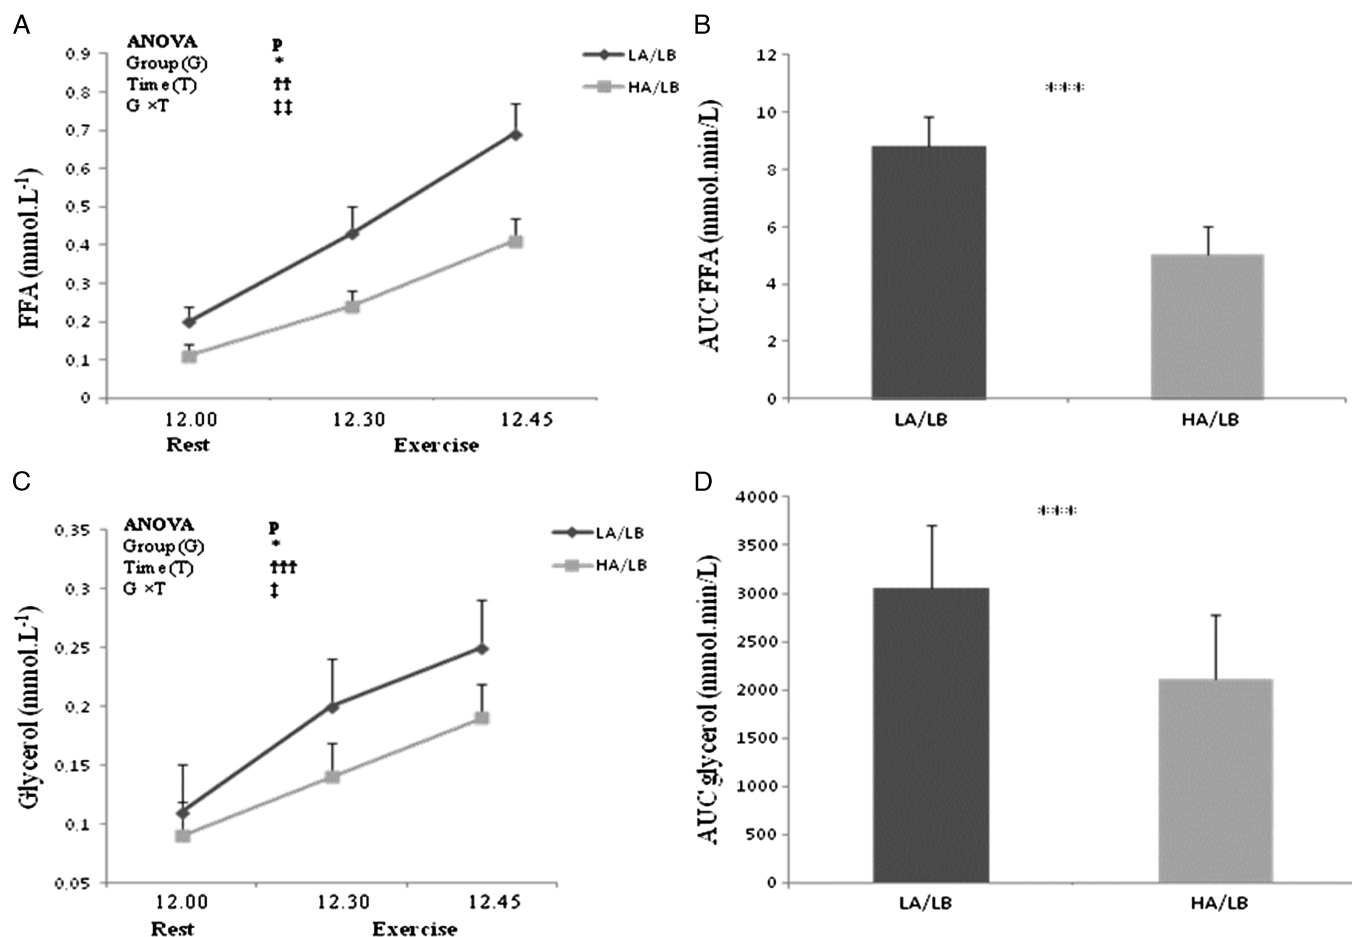 A
ANOVA p
Group(G) *
Time(T) ††
G ×T ‡‡
LA/LB
HA/LB
FFA (mmol.L-1)
0.9
0.8
0.7
0.6
0.5
0.4
0.3
0.2
0.1
0
12.00 12.30 12.45
Rest Exercise
B
***
AUC FFA (mmol.min/L)
12
10
8
6
4
2
0
LA/LB HA/LB
C
ANOVA p
Group(G) *
Time(T) †††
G ×T ‡
LA/LB
HA/LB
Glycerol (mmol.L-1)
0.35
0.3
0.25
0.2
0.15
0.1
0.05
12.00 12.30 12.45
Rest Exercise
D
***
AUC glycerol (mmol.min/L)
4000
3500
3000
2500
2000
1500
1000
500
0
LA/LB HA/LB